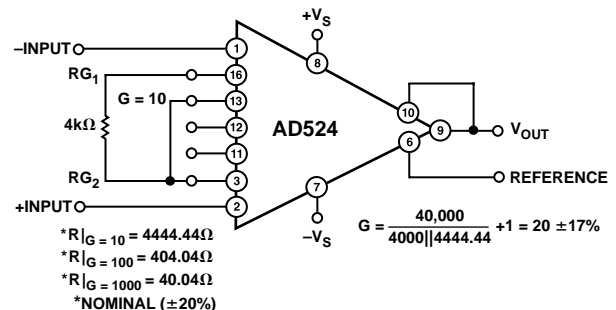 +VS
–INPUT
1
8
RG1
16
G = 10
13
10
4kΩ
12
AD524
9
VOUT
11
6
RG2
3
7
REFERENCE
+INPUT
2
–VS
G = 40,000 / 4000||4444.44 +1 = 20 ±17%
*R|G = 10 = 4444.44Ω
*R|G = 100 = 404.04Ω
*R|G = 1000 = 40.04Ω
*NOMINAL (±20%)